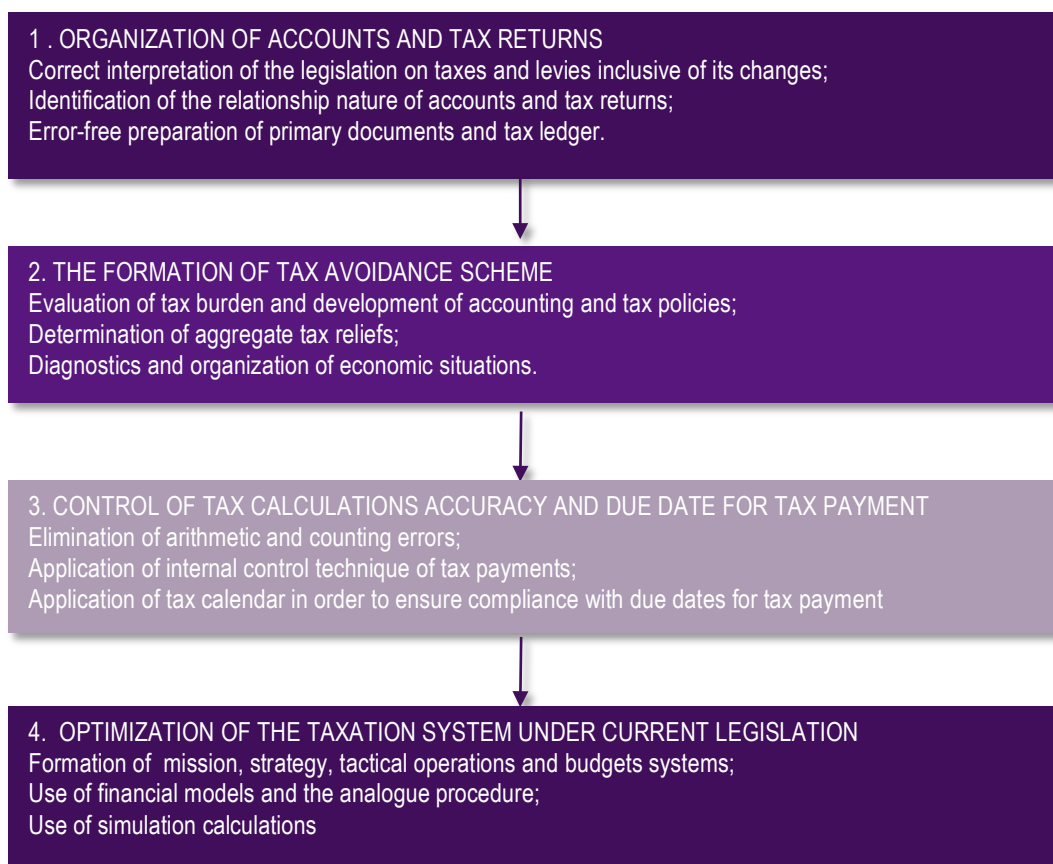 1 . ORGANIZATION OF ACCOUNTS AND TAX RETURNS
Correct interpretation of the legislation on taxes and levies inclusive of its changes;
Identification of the relationship nature of accounts and tax returns;
Error-free preparation of primary documents and tax ledger.
2. THE FORMATION OF TAX AVOIDANCE SCHEME
Evaluation of tax burden and development of accounting and tax policies;
Determination of aggregate tax reliefs;
Diagnostics and organization of economic situations.
3. CONTROL OF TAX CALCULATIONS ACCURACY AND DUE DATE FOR TAX PAYMENT
Elimination of arithmetic and counting errors;
Application of internal control technique of tax payments;
Application of tax calendar in order to ensure compliance with due dates for tax payment
4. OPTIMIZATION OF THE TAXATION SYSTEM UNDER CURRENT LEGISLATION
Formation of mission, strategy, tactical operations and budgets systems;
Use of financial models and the analogue procedure;
Use of simulation calculations